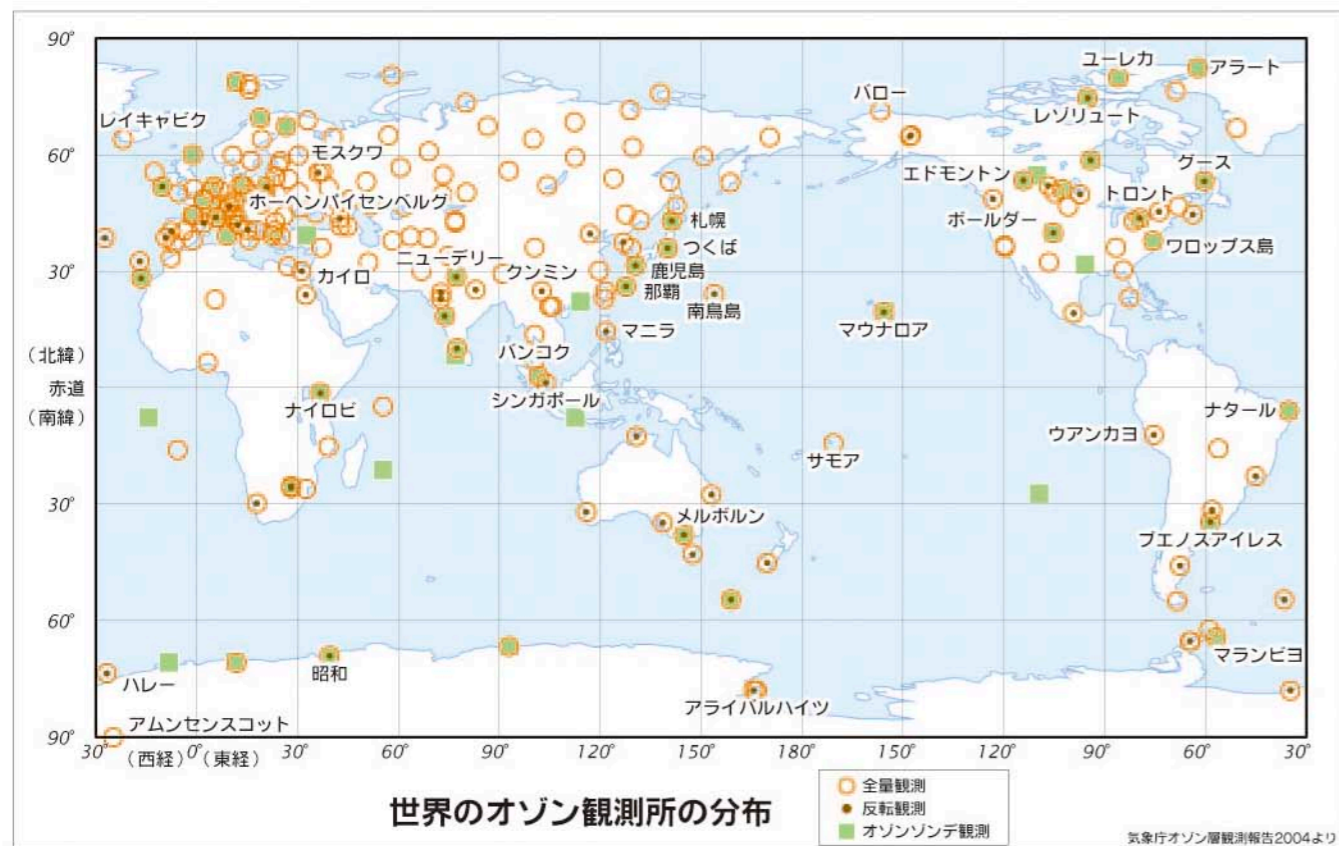 90°
60°
30°
（北緯）
赤道
（南緯）
30°
60°
90°
レイキャビク
モスクワ
ホーヘンパイセンベルグ
カイロ
ニューデリー
クンミン
札幌
つくば
鹿児島
那覇
南鳥島
マニラ
バンコク
シンガポール
ナイロビ
メルボルン
サモア
マウナロア
バロー
ユーレカ
アラート
レゾリュート
エドモントン
グース
トロント
ボールダー
ワロップス島
ナタール
ウアンカヨ
ブエノスアイレス
マランビヨ
ハレー
昭和
アライバルハイツ
アムンセンスコット
30° 0° 30° 60° 90° 120° 150° 180° 150° 120° 90° 60° 30°
（西経）（東経）
世界のオゾン観測所の分布
全量観測
反転観測
オゾンゾンデ観測
気象庁オゾン層観測報告2004より